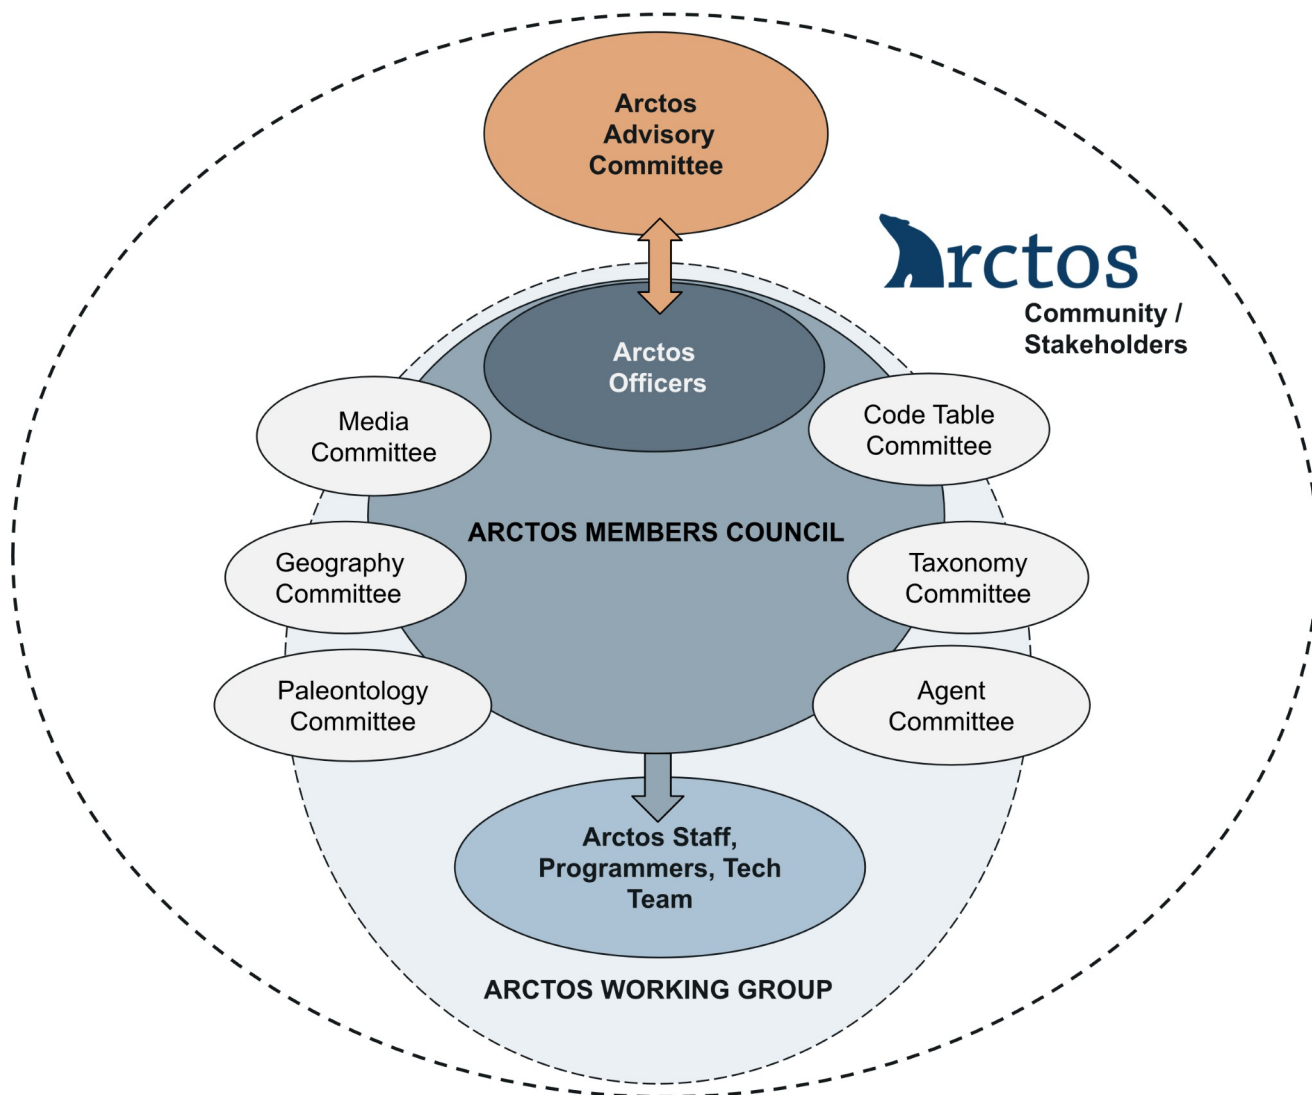 Arctos
Advisory
Committee
Arctos
Community /
Stakeholders
Arctos
Officers
Media
Committee
Code Table
Committee
ARCTOS MEMBERS COUNCIL
Geography
Committee
Taxonomy
Committee
Paleontology
Committee
Agent
Committee
Arctos Staff,
Programmers, Tech
Team
ARCTOS WORKING GROUP